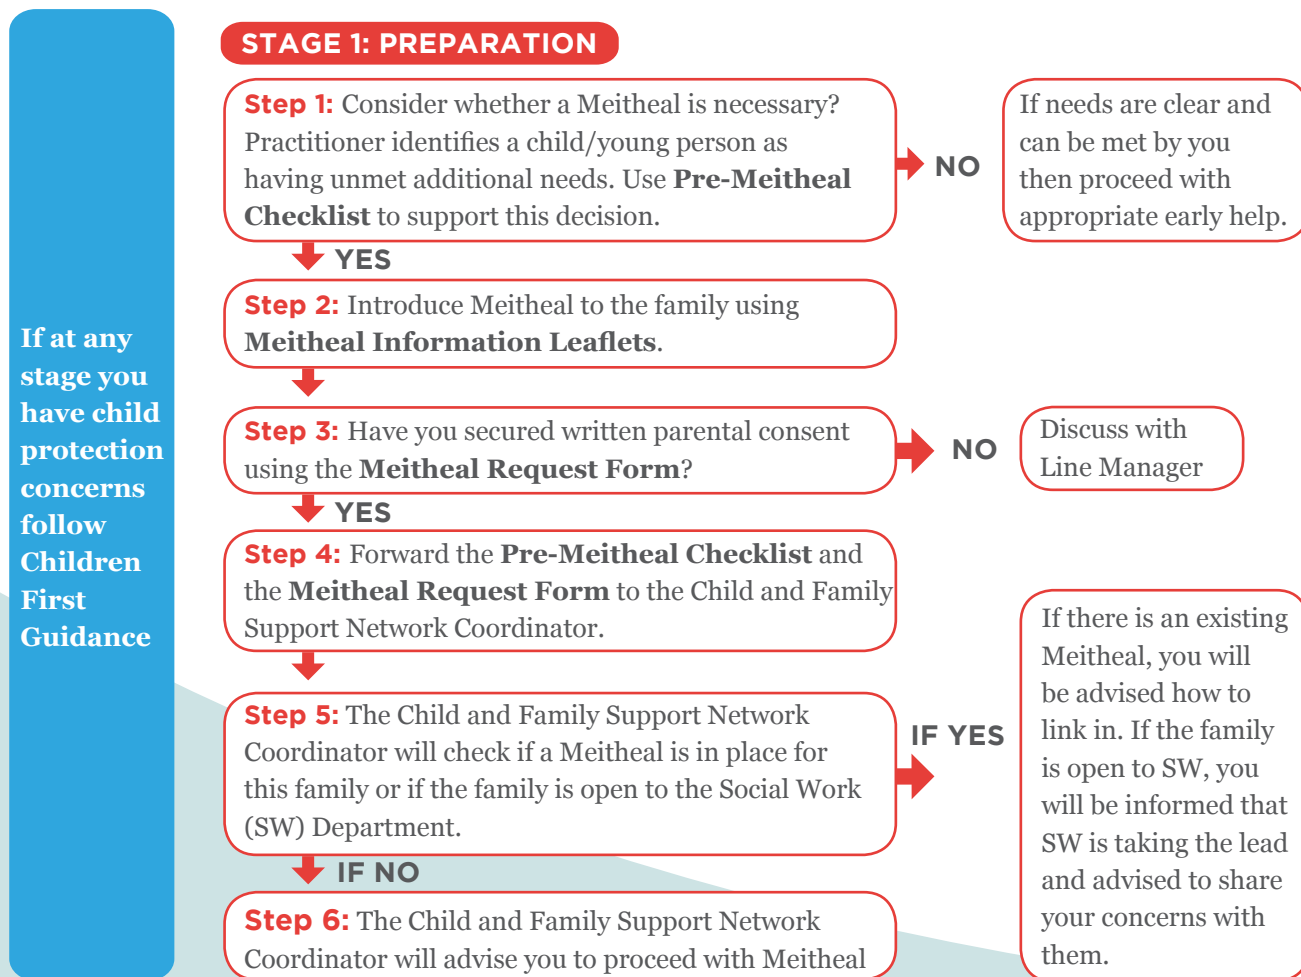 If at any
stage you
have child
protection
concerns
follow
Children
First
Guidance
STAGE 1: PREPARATION
Step 1: Consider whether a Meitheal is necessary?
Practitioner identifies a child/young person as
having unmet additional needs. Use Pre-Meitheal
Checklist to support this decision.
NO
If needs are clear and
can be met by you
then proceed with
appropriate early help.
YES
Step 2: Introduce Meitheal to the family using
Meitheal Information Leaflets.
Step 3: Have you secured written parental consent
using the Meitheal Request Form?
NO
Discuss with
Line Manager
YES
Step 4: Forward the Pre-Meitheal Checklist and
the Meitheal Request Form to the Child and Family
Support Network Coordinator.
Step 5: The Child and Family Support Network
Coordinator will check if a Meitheal is in place for
this family or if the family is open to the Social Work
(SW) Department.
IF YES
If there is an existing
Meitheal, you will
be advised how to
link in. If the family
is open to SW, you
will be informed that
SW is taking the lead
and advised to share
your concerns with
them.
IF NO
Step 6: The Child and Family Support Network
Coordinator will advise you to proceed with Meitheal